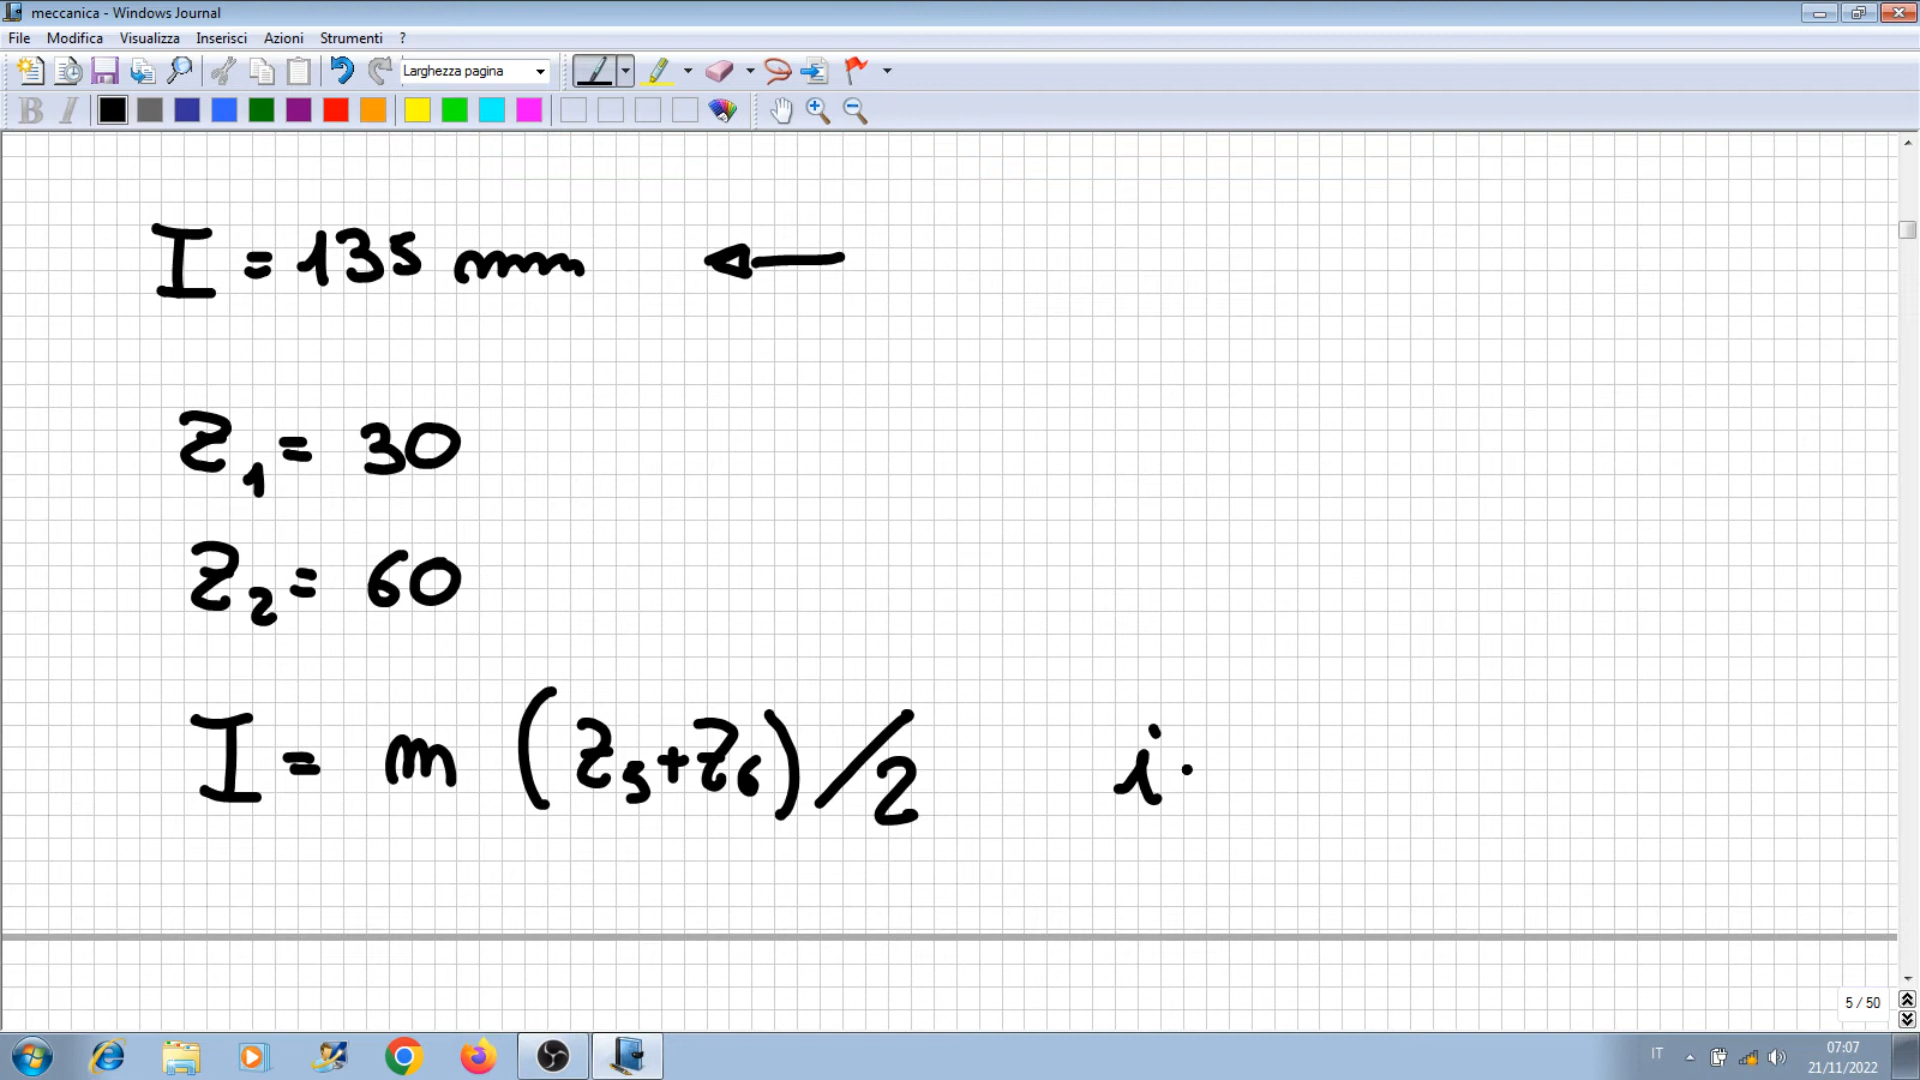 meccanica - Windows Journal
File Modifica Visualizza Inserisci Azioni Strumenti ?
Larghezza pagina
B I
I = 135 mm ←
Z₁ = 30
Z₂ = 60
I = m (Z₅+Z₆)/2 i
5 / 50
IT 07:07
21/11/2022